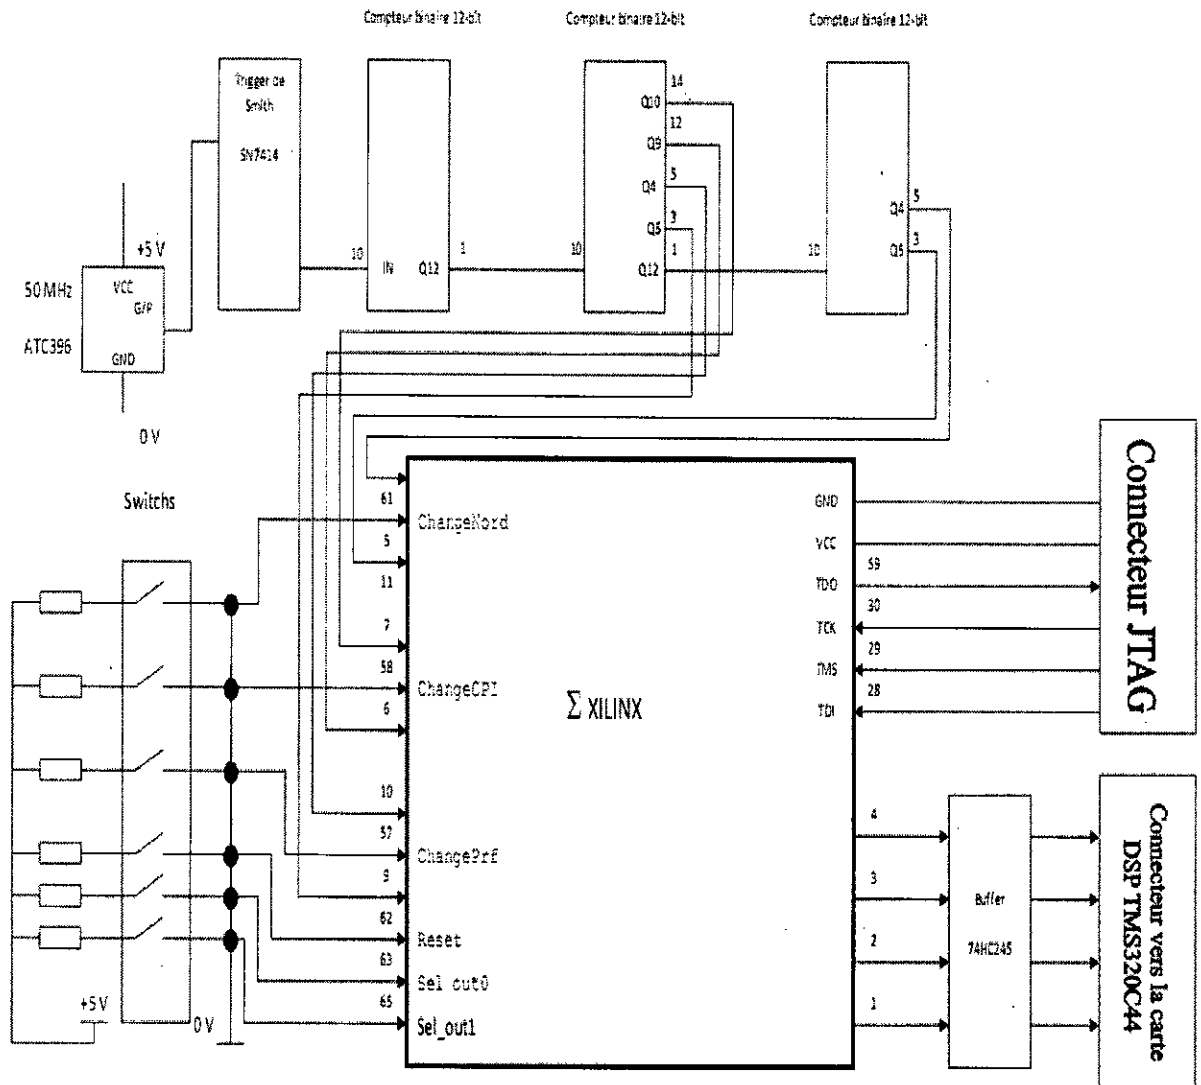 Compteur binaire 12-bit
Compteur binaire 12-bit
Compteur binaire 12-bit
Trigger de
Smith
SN7414
10
IN
Q12
1
10
14
Q10
12
Q9
5
Q4
3
Q5
1
Q12
10
5
Q4
3
Q5
+5 V
50 MHz
VCC
G/P
ATC396
GND
0 V
Switchs
+5 V
0 V
61
ChangeNord
5
11
7
58
ChangeCPI
6
10
57
ChangePrf
9
62
Reset
63
Sel out0
65
Sel_out1
Σ XILINX
GND
VCC
59
TDO
30
TCK
29
TMS
28
TDI
Connecteur JTAG
4
3
2
1
Buffer
74HC245
Connecteur vers la carte
DSP TMS320C44